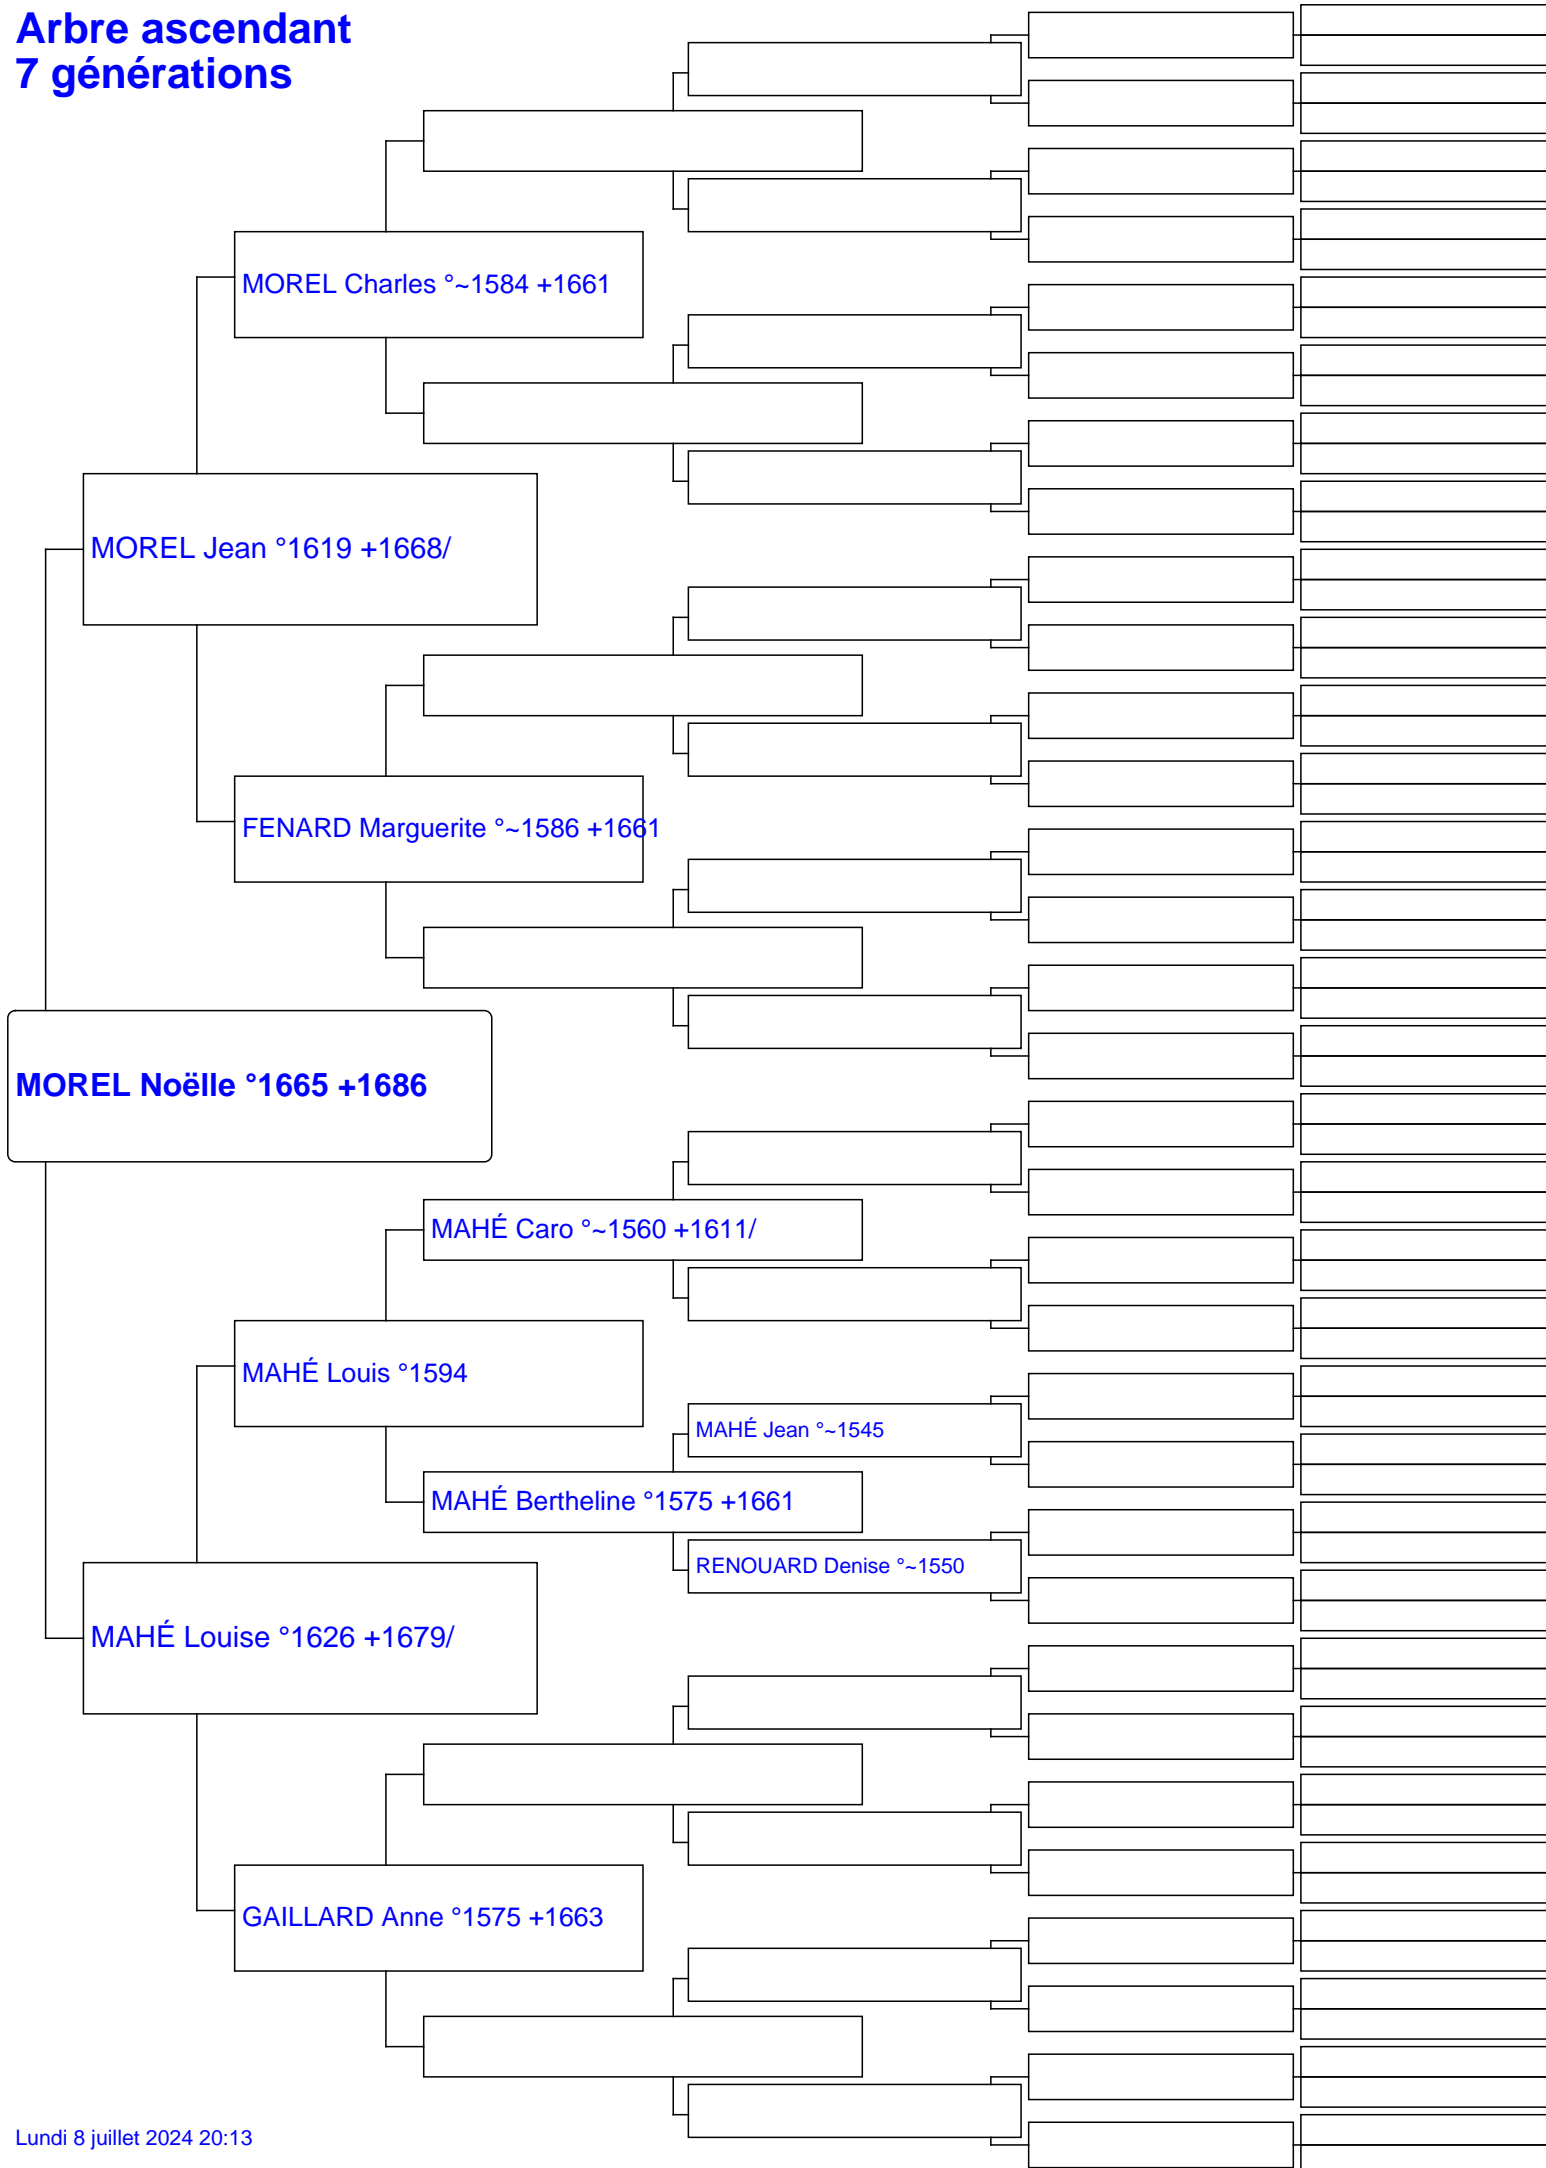 Arbre ascendant
7 générations
MOREL Charles °~1584 +1661
MOREL Jean °1619 +1668/
FENARD Marguerite °~1586 +1661
MOREL Noëlle °1665 +1686
MAHÉ Caro °~1560 +1611/
MAHÉ Louis °1594
MAHÉ Jean °~1545
MAHÉ Bertheline °1575 +1661
RENOUARD Denise °~1550
MAHÉ Louise °1626 +1679/
GAILLARD Anne °1575 +1663
Lundi 8 juillet 2024 20:13